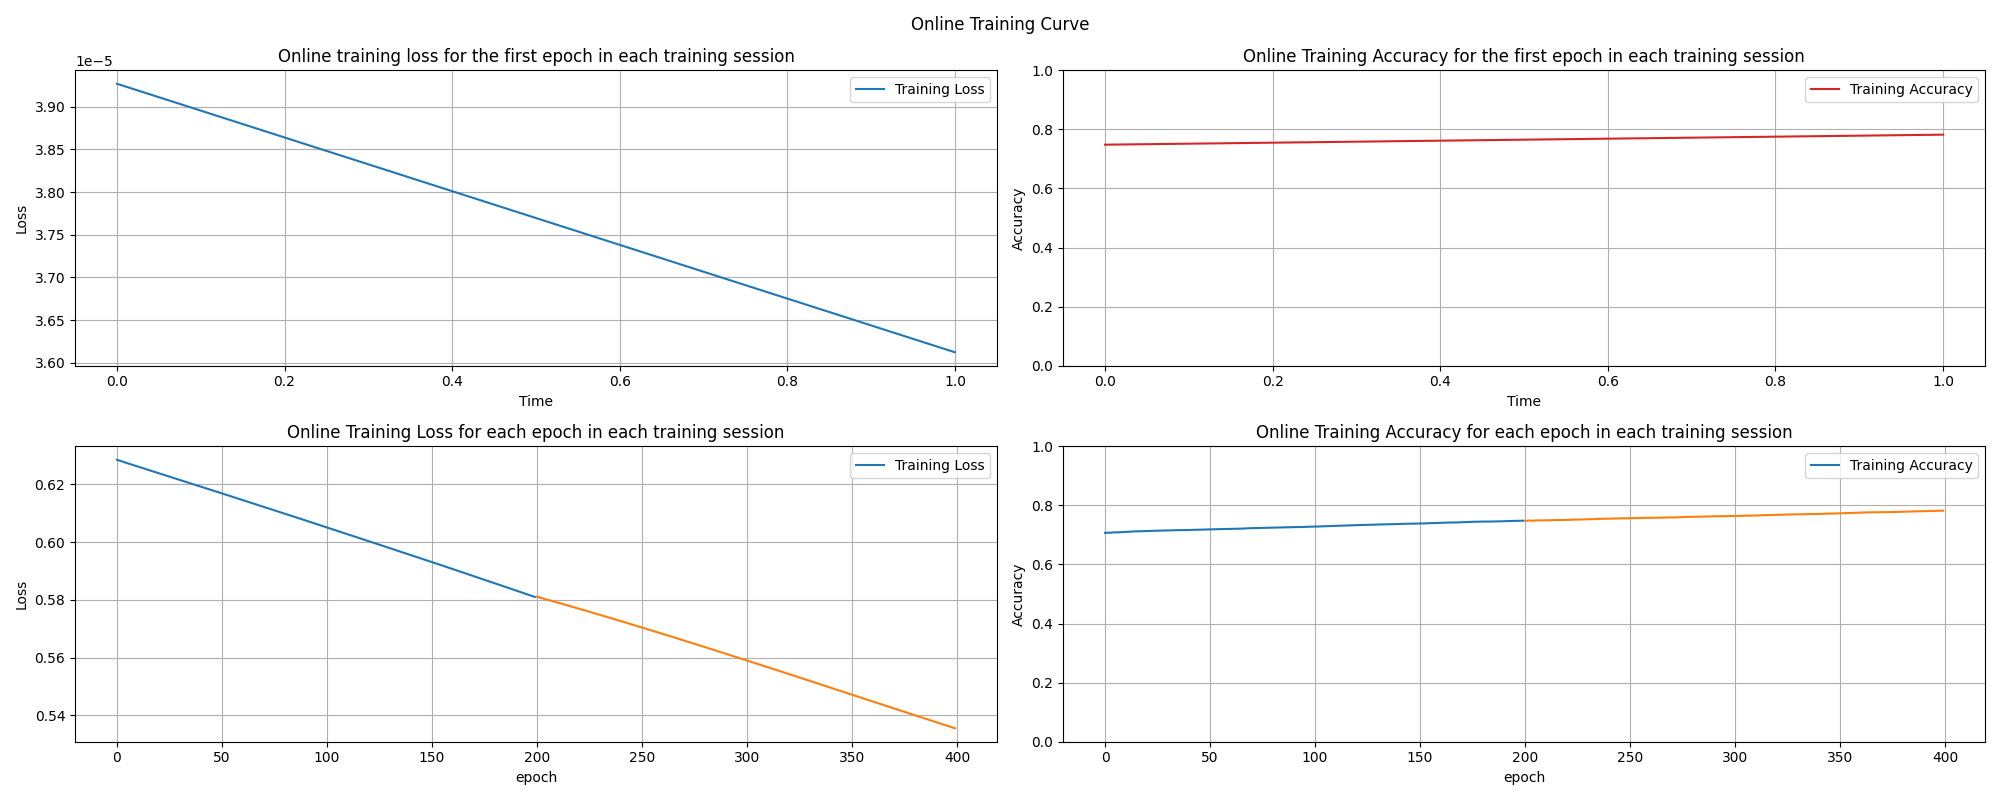 Online Training Curve
Online training loss for the first epoch in each training session
1e−5
Training Loss
3.90
3.85
3.80
3.75
3.70
3.65
3.60
Loss
0.0 0.2 0.4 0.6 0.8 1.0
Time
Online Training Accuracy for the first epoch in each training session
Training Accuracy
1.0
0.8
0.6
0.4
0.2
0.0
Accuracy
0.0 0.2 0.4 0.6 0.8 1.0
Time
Online Training Loss for each epoch in each training session
Training Loss
0.62
0.60
0.58
0.56
0.54
Loss
0 50 100 150 200 250 300 350 400
epoch
Online Training Accuracy for each epoch in each training session
Training Accuracy
1.0
0.8
0.6
0.4
0.2
0.0
Accuracy
0 50 100 150 200 250 300 350 400
epoch